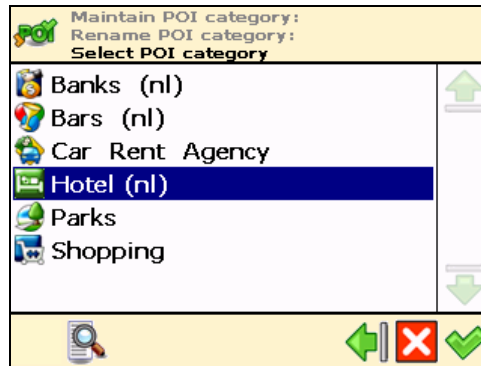 POI
Maintain POI category:
Rename POI category:
Select POI category
Banks (nl)
Bars (nl)
Car Rent Agency
Hotel (nl)
Parks
Shopping